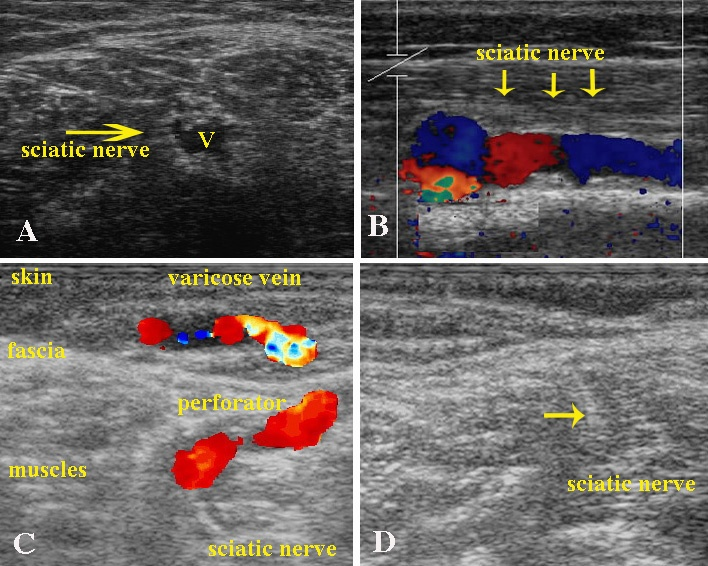 sciatic nerve
V
A
sciatic nerve
B
skin
varicose vein
fascia
perforator
muscles
sciatic nerve
C
sciatic nerve
D